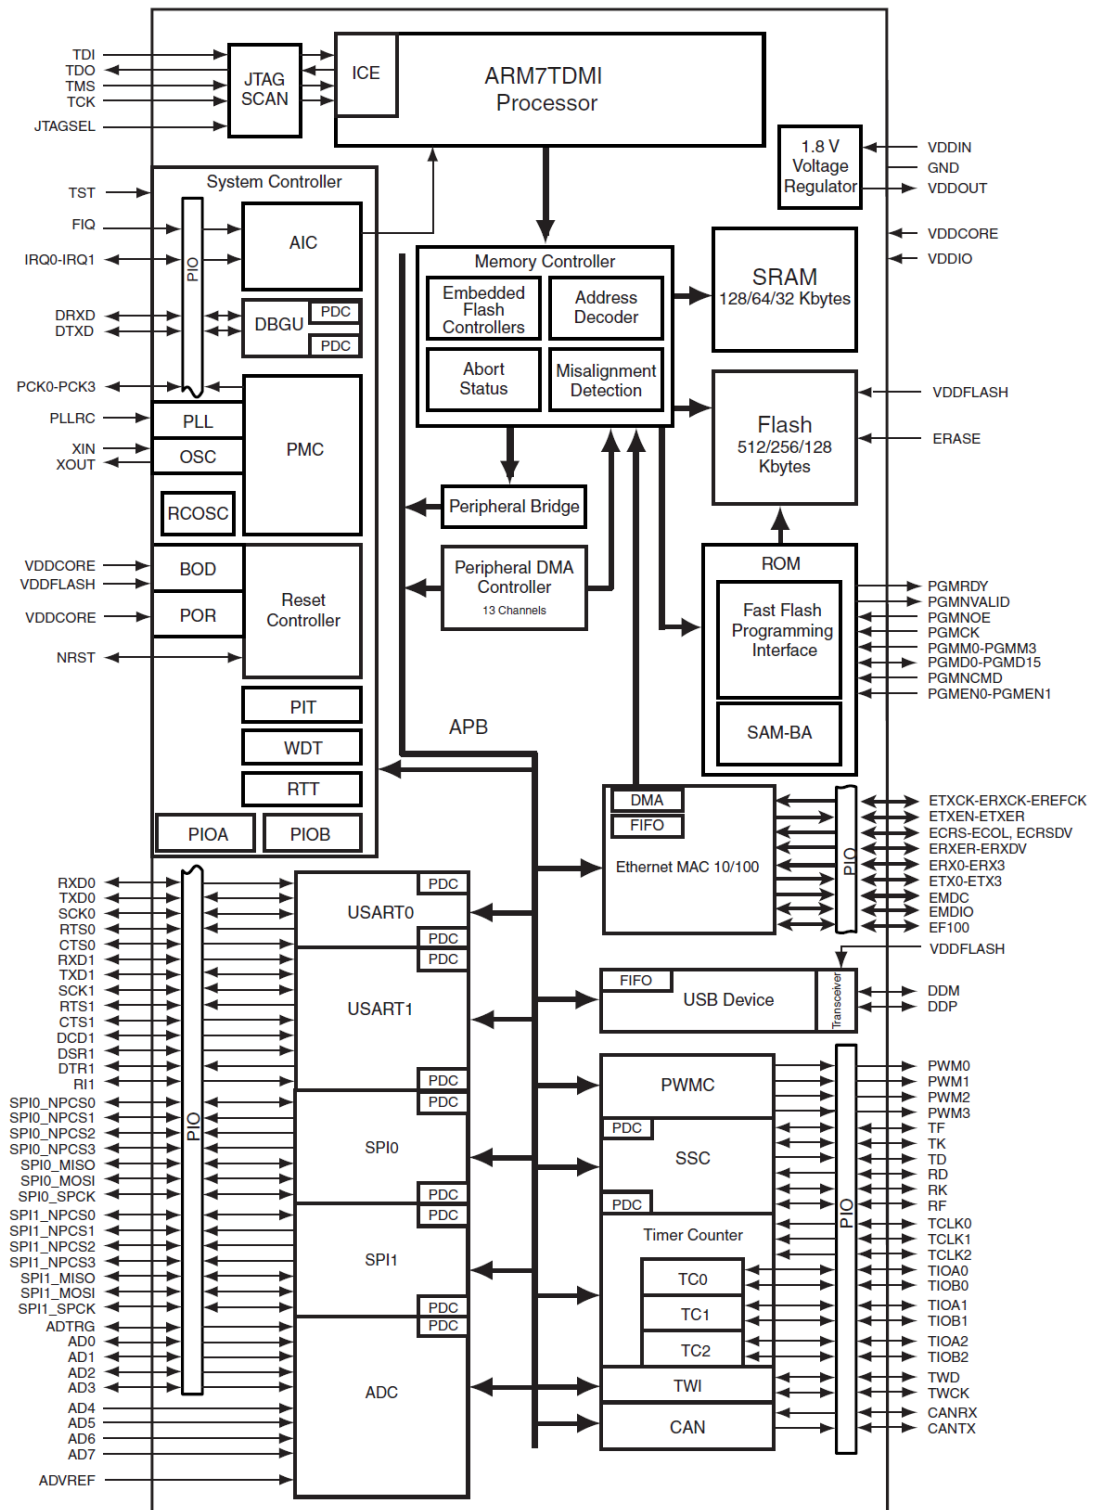 TDI
TDO
TMS
TCK
JTAGSEL
JTAG
SCAN
ICE
ARM7TDMI
Processor
1.8 V
Voltage
Regulator
VDDIN
GND
VDDOUT
VDDCORE
VDDIO
System Controller
TST
FIQ
IRQ0-IRQ1
PIO
AIC
DRXD
DTXD
DBGU
PDC
PDC
PCK0-PCK3
PLLRC
PLL
XIN
XOUT
OSC
PMC
RCOSC
VDDCORE
VDDFLASH
BOD
VDDCORE
POR
Reset
Controller
NRST
PIT
WDT
RTT
PIOA
PIOB
Memory Controller
Embedded
Flash
Controllers
Address
Decoder
Abort
Status
Misalignment
Detection
SRAM
128/64/32 Kbytes
Flash
512/256/128
Kbytes
VDDFLASH
ERASE
Peripheral Bridge
Peripheral DMA
Controller
13 Channels
ROM
Fast Flash
Programming
Interface
SAM-BA
PGMRDY
PGMNVALID
PGMNOE
PGMCK
PGMM0-PGMM3
PGMD0-PGMD15
PGMNCMD
PGMEN0-PGMEN1
APB
DMA
FIFO
Ethernet MAC 10/100
PIO
ETXCK-ERXCK-EREFCK
ETXEN-ETXER
ECRS-ECOL, ECRSDV
ERXER-ERXDV
ERX0-ERX3
ETX0-ETX3
EMDC
EMDIO
EF100
VDDFLASH
FIFO
USB Device
Transceiver
DDM
DDP
RXD0
TXD0
SCK0
RTS0
CTS0
RXD1
TXD1
SCK1
RTS1
CTS1
DCD1
DSR1
DTR1
RI1
SPI0_NPCS0
SPI0_NPCS1
SPI0_NPCS2
SPI0_NPCS3
SPI0_MISO
SPI0_MOSI
SPI0_SPCK
SPI1_NPCS0
SPI1_NPCS1
SPI1_NPCS2
SPI1_NPCS3
SPI1_MISO
SPI1_MOSI
SPI1_SPCK
ADTRG
AD0
AD1
AD2
AD3
AD4
AD5
AD6
AD7
ADVREF
PIO
PDC
USART0
PDC
PDC
USART1
PDC
PDC
SPI0
PDC
PDC
SPI1
PDC
PDC
ADC
PWMC
PDC
SSC
PDC
Timer Counter
TC0
TC1
TC2
TWI
CAN
PIO
PWM0
PWM1
PWM2
PWM3
TF
TK
TD
RD
RK
RF
TCLK0
TCLK1
TCLK2
TIOA0
TIOB0
TIOA1
TIOB1
TIOA2
TIOB2
TWD
TWCK
CANRX
CANTX